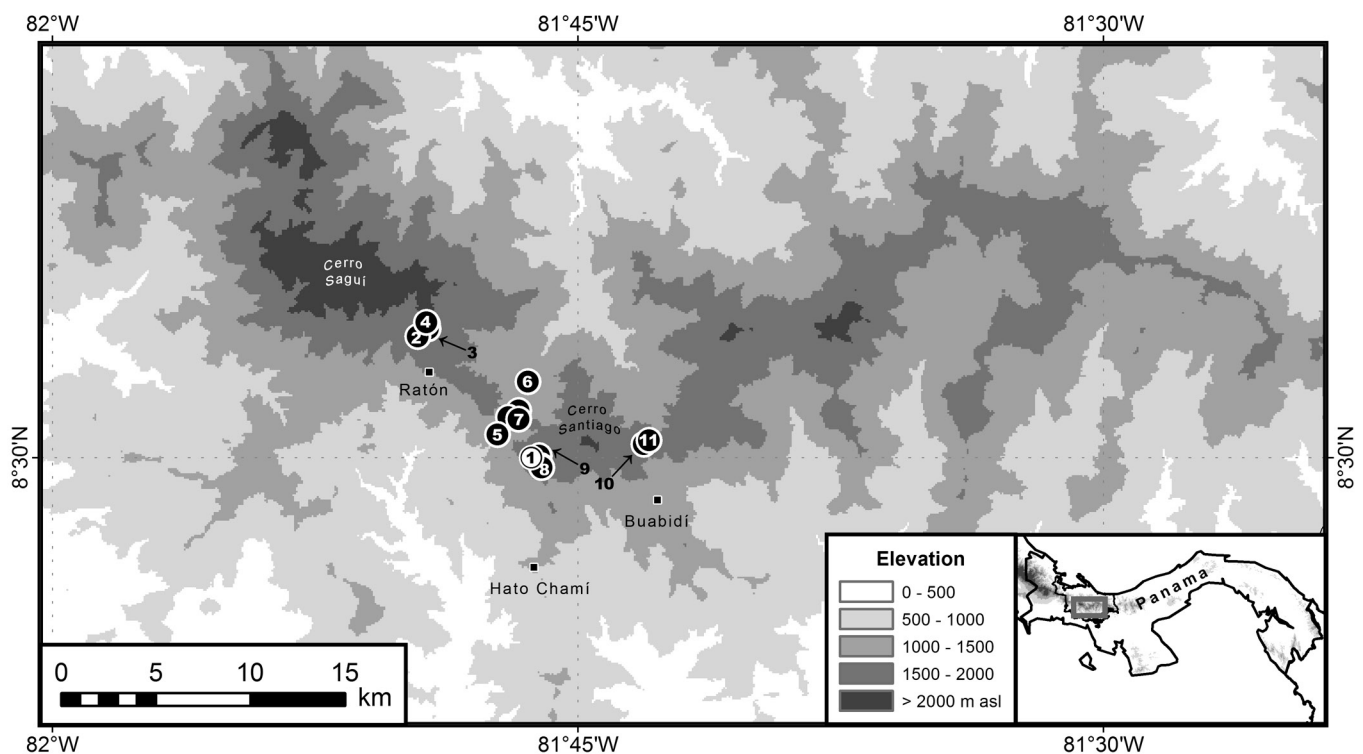 82°W
81°45'W
81°30'W
Cerro
Saguí
4
2
3
Ratón
6
7
5
Cerro
Santiago
1
8
9
10
11
8°30'N
8°30'N
Buabidí
Hato Chamí
Elevation
0 - 500
500 - 1000
1000 - 1500
1500 - 2000
> 2000 m asl
Panama
0
5
10
15
km
82°W
81°45'W
81°30'W